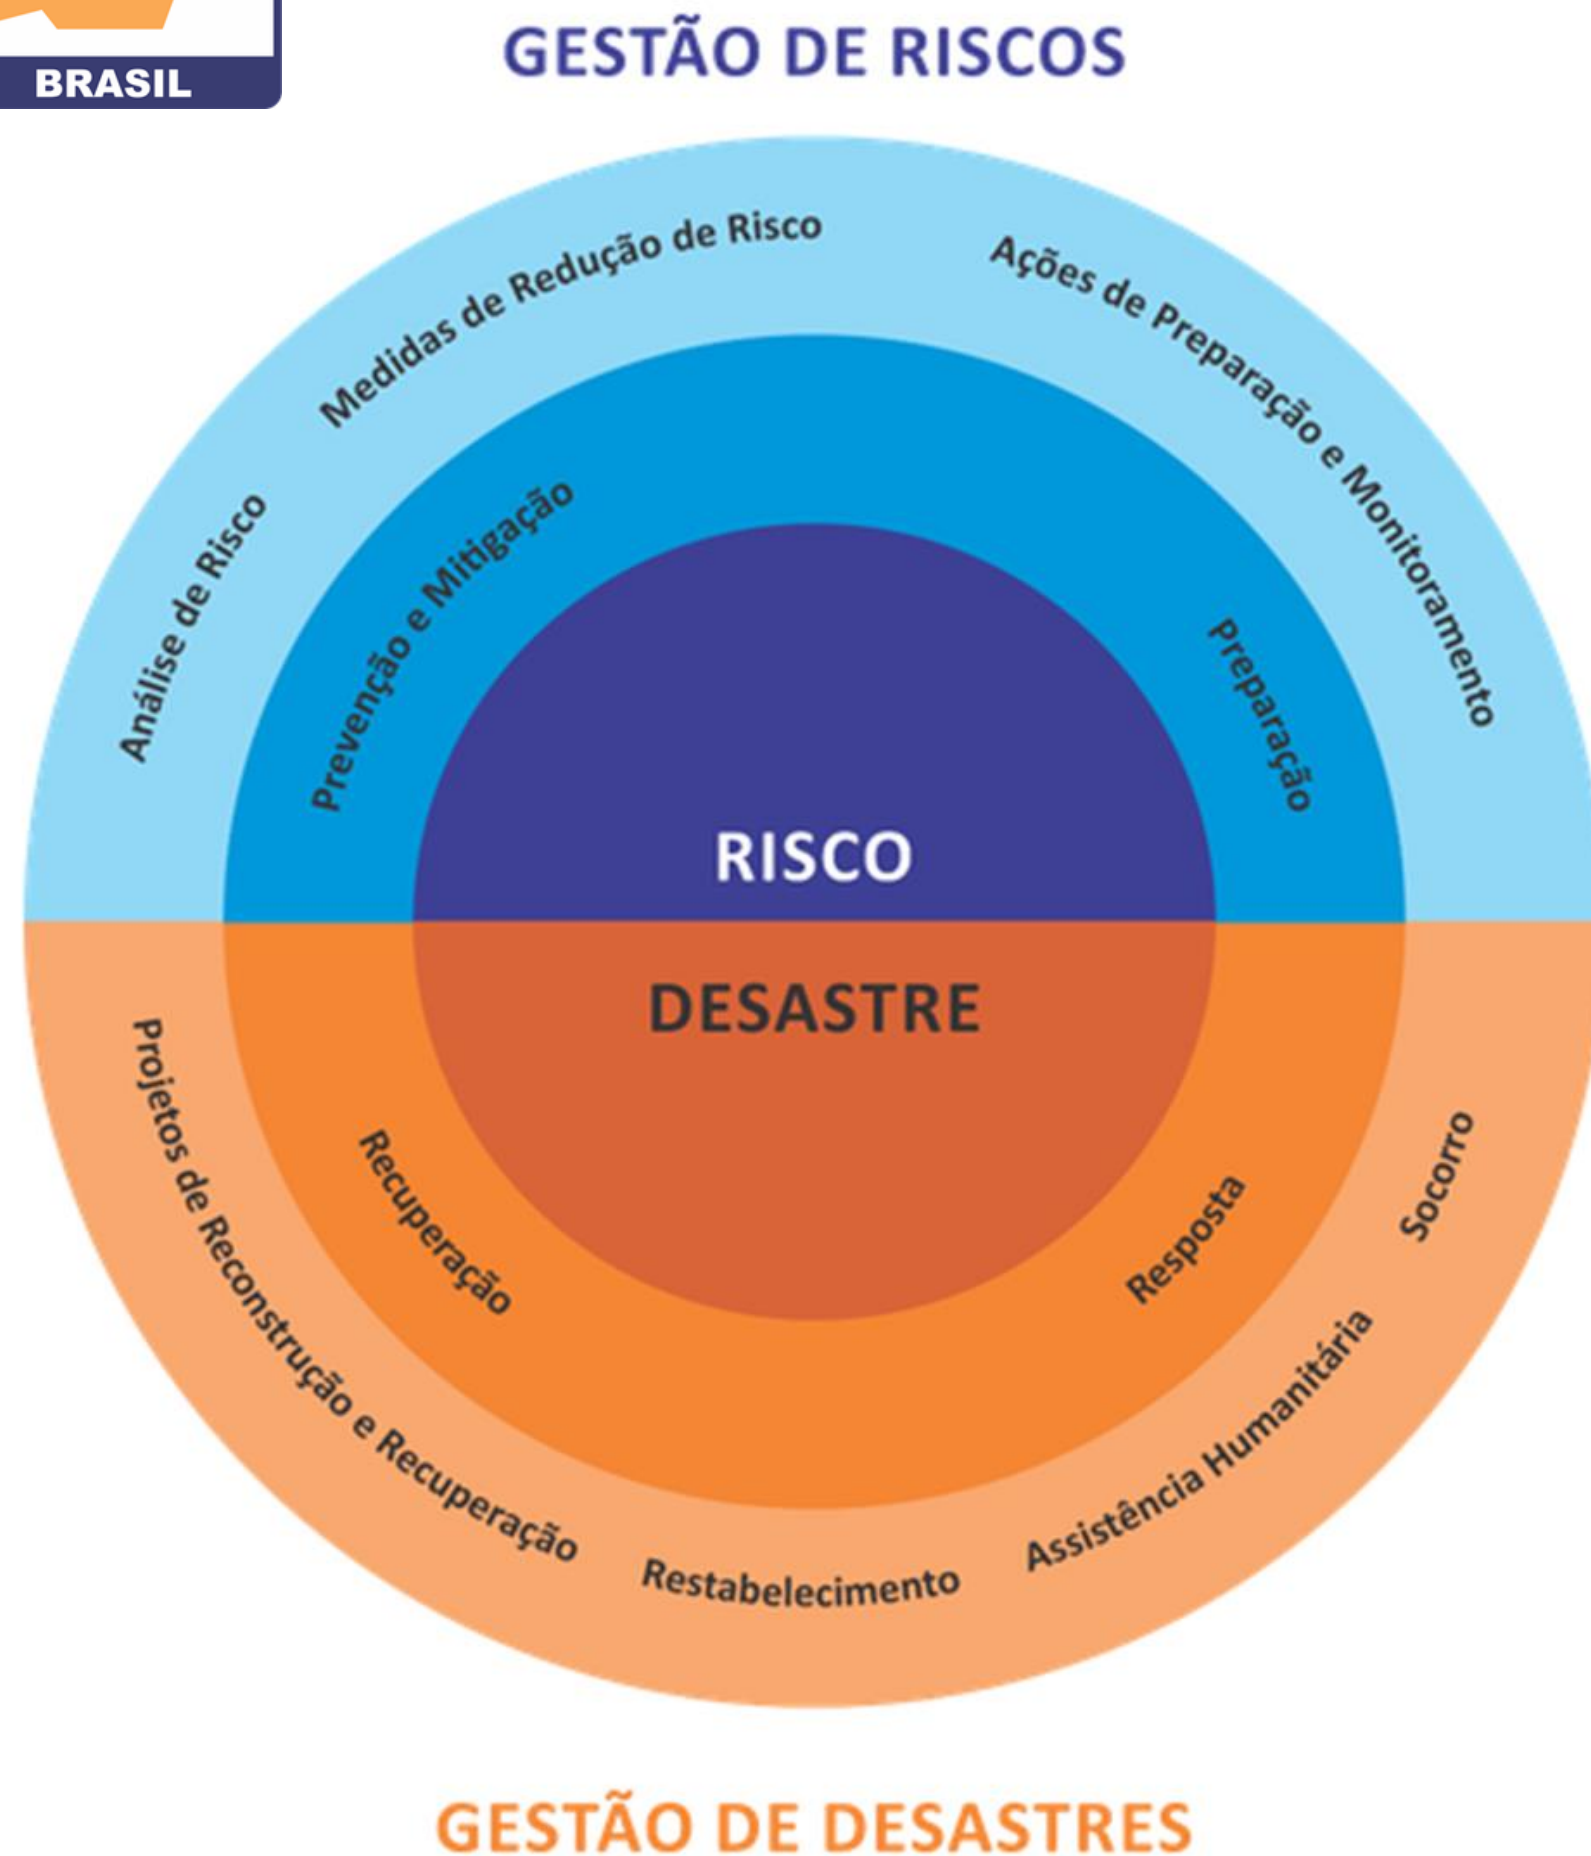 BRASIL
GESTÃO DE RISCOS
Análise de Risco
Medidas de Redução de Risco
Ações de Preparação e Monitoramento
Prevenção e Mitigação
Preparação
RISCO
DESASTRE
Recuperação
Resposta
Projetos de Reconstrução e Recuperação
Restabelecimento
Assistência Humanitária
Socorro
GESTÃO DE DESASTRES